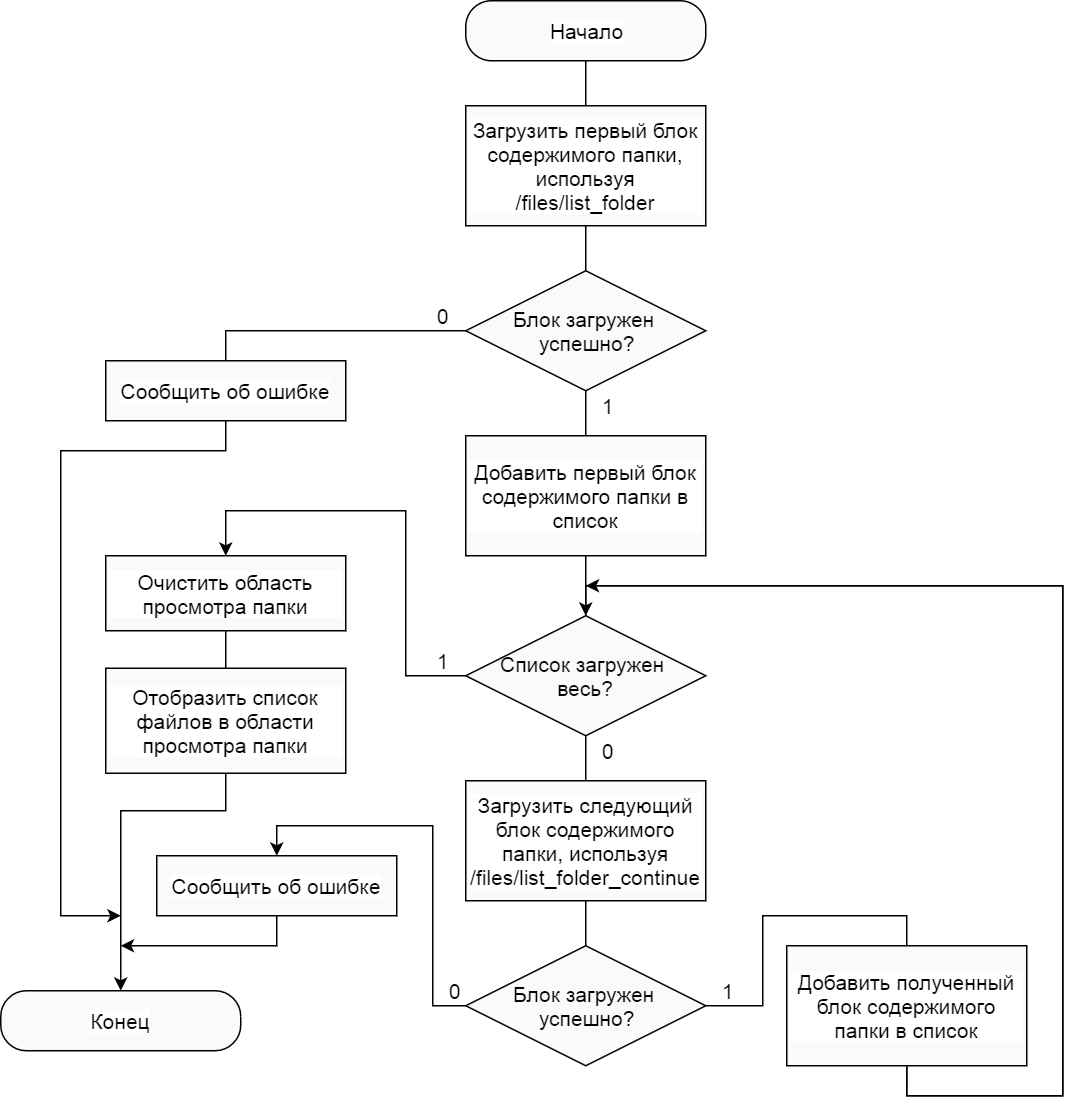 Начало
Загрузить первый блок
содержимого папки,
используя
/files/list_folder
Блок загружен
успешно?
0
1
Сообщить об ошибке
Добавить первый блок
содержимого папки в
список
Список загружен
весь?
1
0
Очистить область
просмотра папки
Отобразить список
файлов в области
просмотра папки
Загрузить следующий
блок содержимого
папки, используя
/files/list_folder_continue
Блок загружен
успешно?
0
1
Сообщить об ошибке
Добавить полученный
блок содержимого
папки в список
Конец